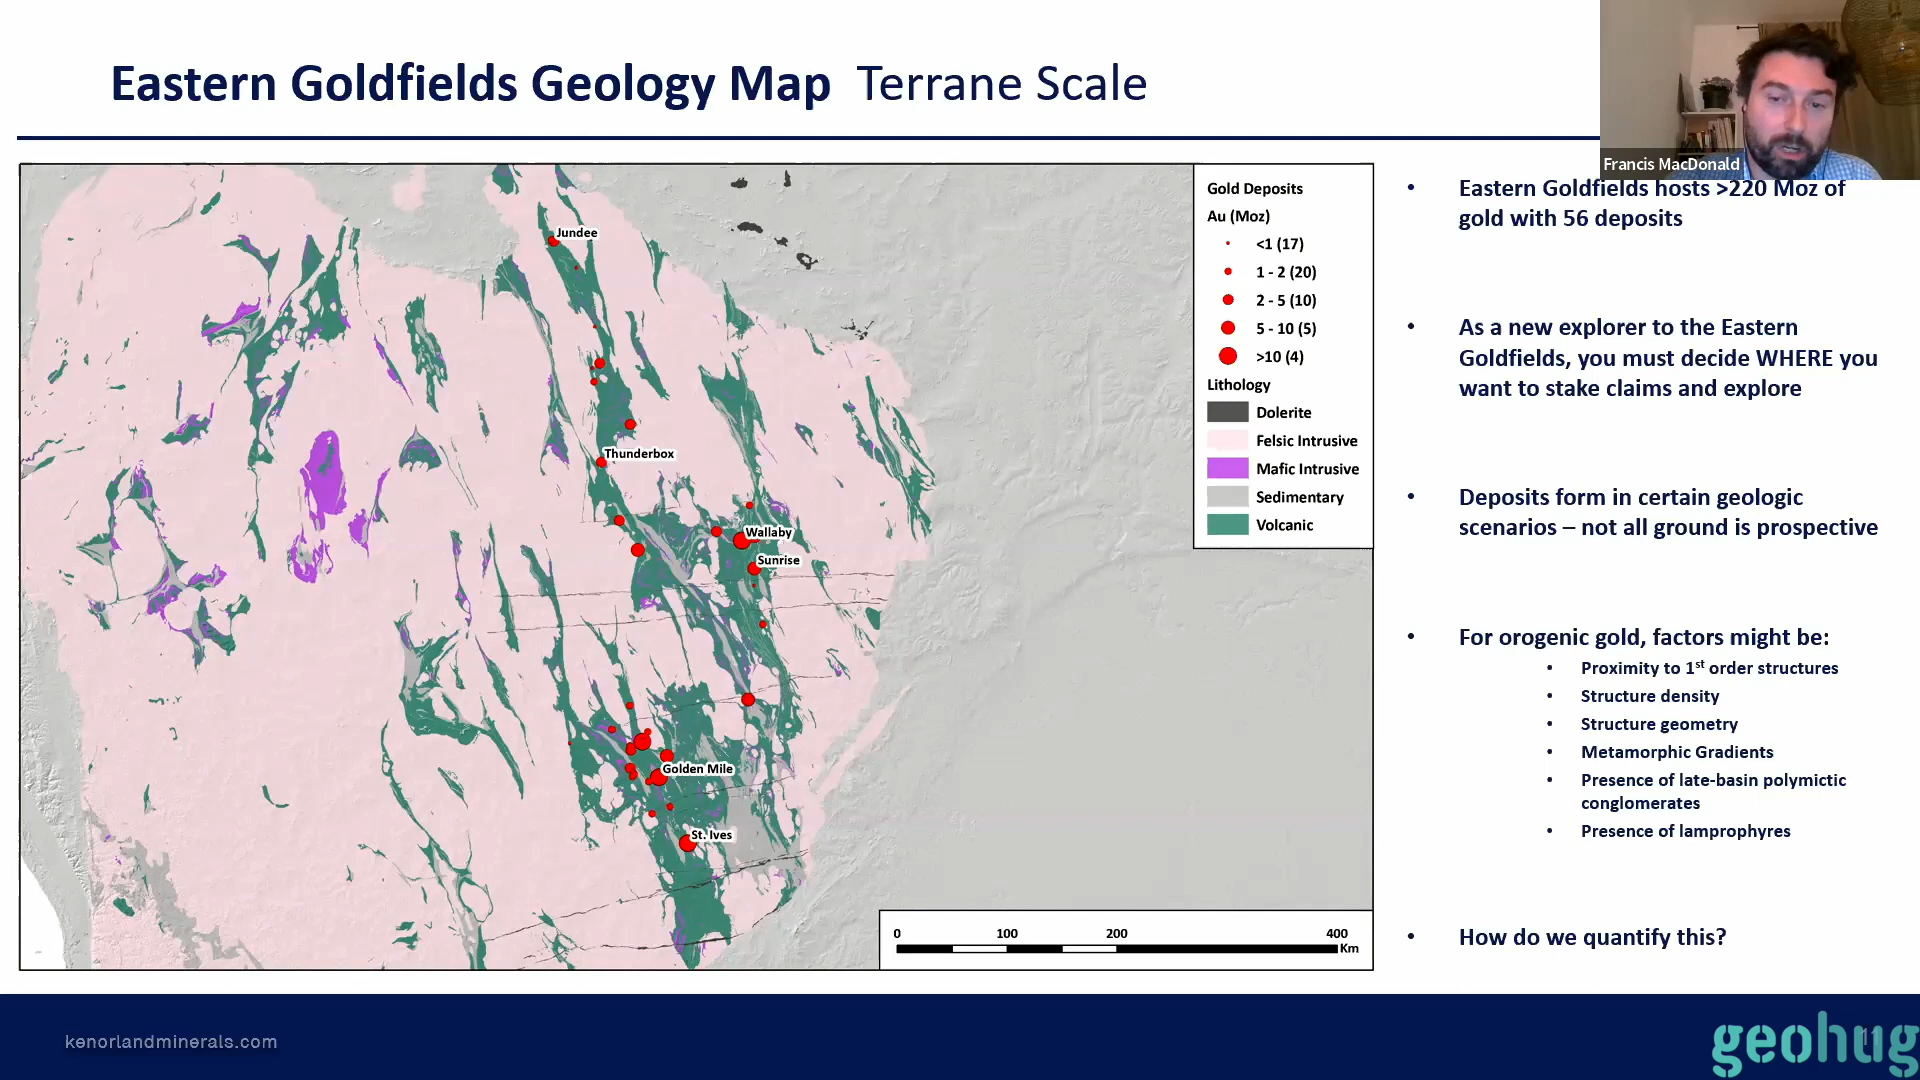 Eastern Goldfields Geology Map Terrane Scale
Francis MacDonald
Jundee
Thunderbox
Wallaby
Sunrise
Golden Mile
St. Ives
Gold Deposits
Au (Moz)
<1 (17)
1 - 2 (20)
2 - 5 (10)
5 - 10 (5)
>10 (4)
Lithology
Dolerite
Felsic Intrusive
Mafic Intrusive
Sedimentary
Volcanic
0 100 200 400
Km
• Eastern Goldfields hosts >220 Moz of
gold with 56 deposits
• As a new explorer to the Eastern
Goldfields, you must decide WHERE you
want to stake claims and explore
• Deposits form in certain geologic
scenarios – not all ground is prospective
• For orogenic gold, factors might be:
• Proximity to 1st order structures
• Structure density
• Structure geometry
• Metamorphic Gradients
• Presence of late-basin polymictic
conglomerates
• Presence of lamprophyres
• How do we quantify this?
kenorlandminerals.com
geohug